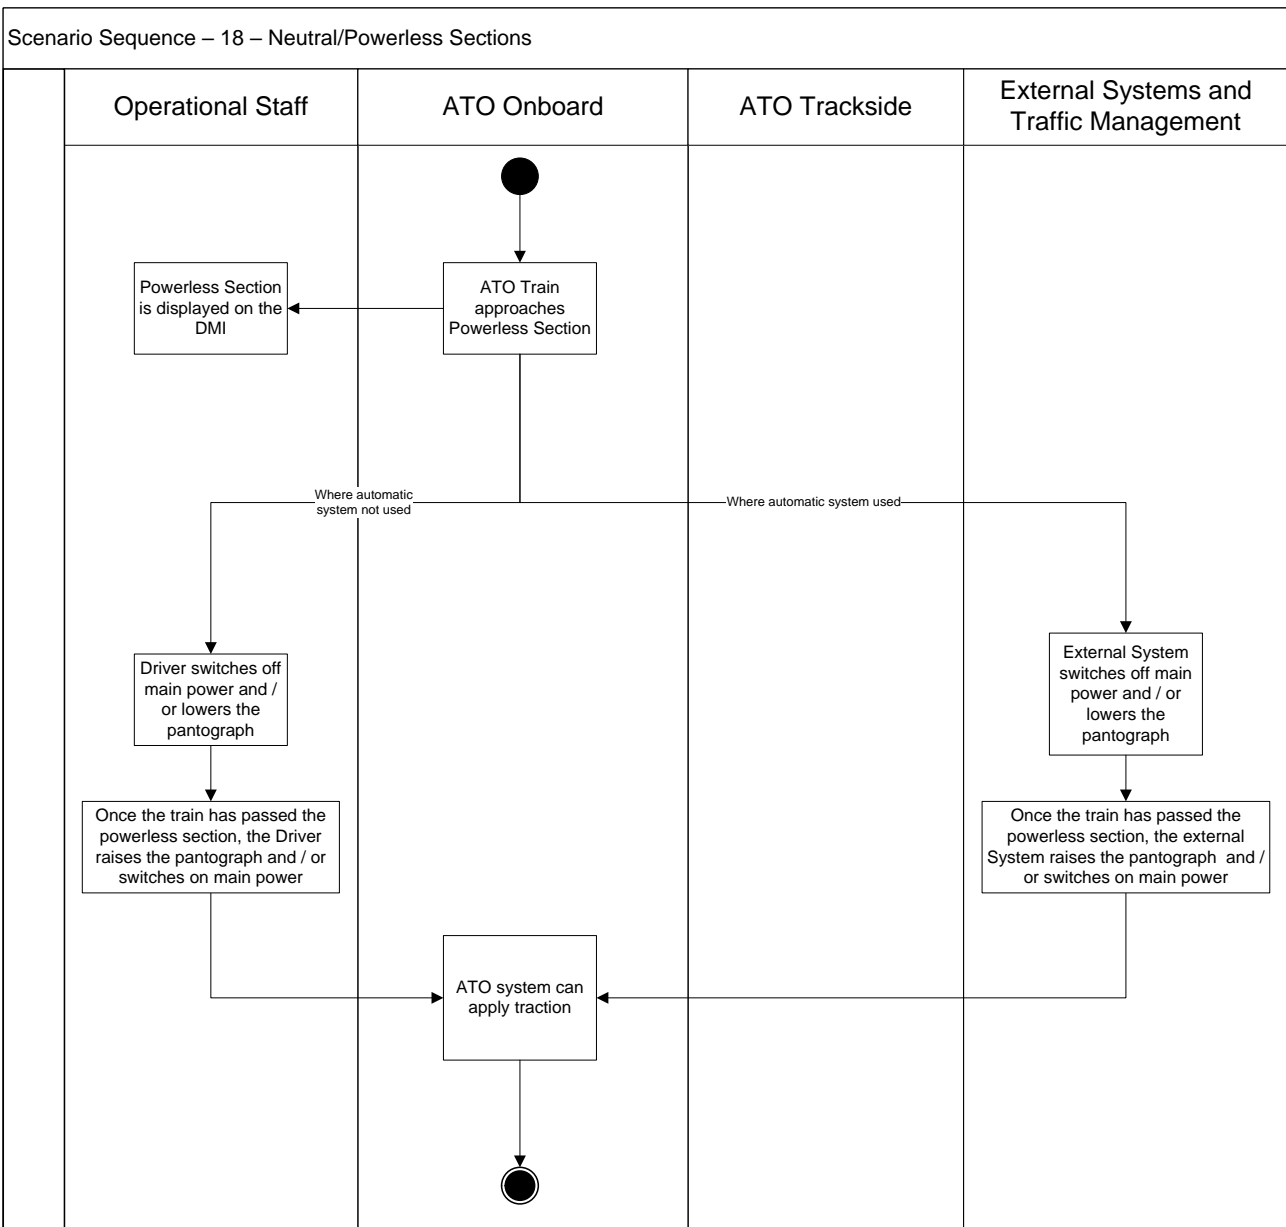 Scenario Sequence – 18 – Neutral/Powerless Sections
Operational Staff
ATO Onboard
ATO Trackside
External Systems and
Traffic Management
Powerless Section
is displayed on the
DMI
ATO Train
approaches
Powerless Section
Where automatic
system not used
Where automatic system used
Driver switches off
main power and /
or lowers the
pantograph
External System
switches off main
power and / or
lowers the
pantograph
Once the train has passed the
powerless section, the Driver
raises the pantograph and / or
switches on main power
Once the train has passed the
powerless section, the external
System raises the pantograph and /
or switches on main power
ATO system can
apply traction